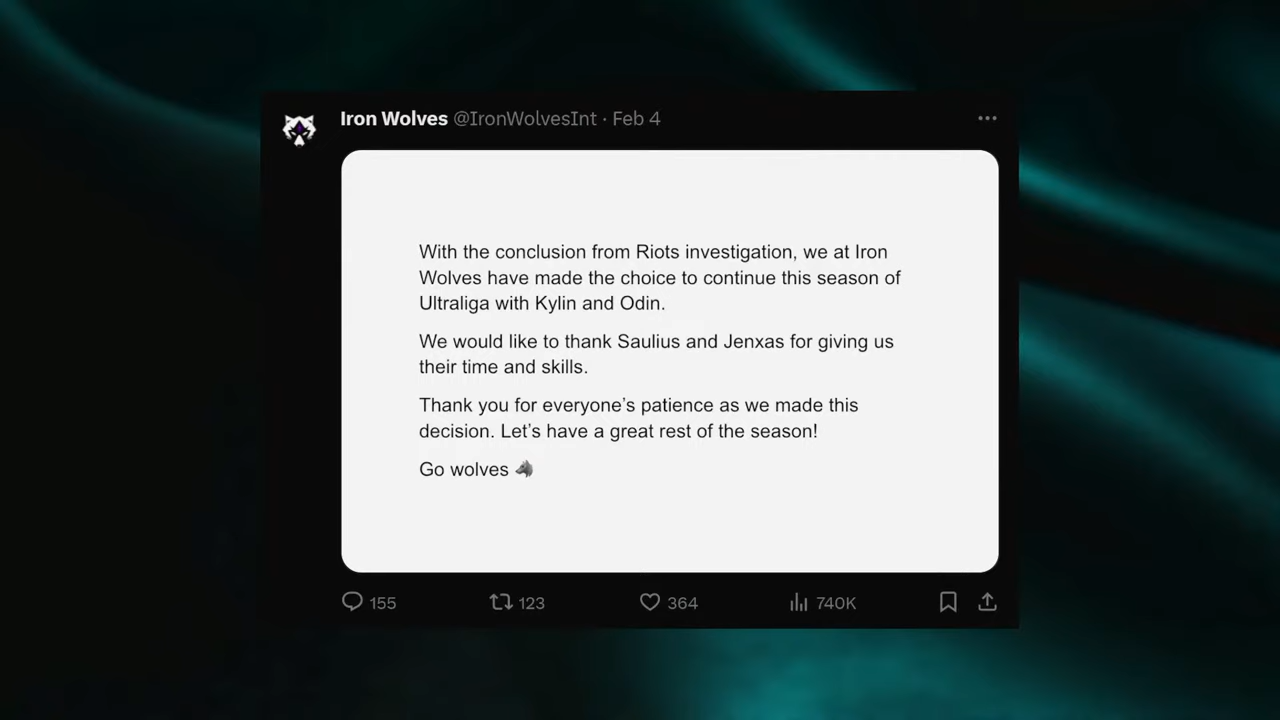 Iron Wolves @IronWolvesInt · Feb 4
With the conclusion from Riots investigation, we at Iron
Wolves have made the choice to continue this season of
Ultraliga with Kylin and Odin.
We would like to thank Saulius and Jenxas for giving us
their time and skills.
Thank you for everyone’s patience as we made this
decision. Let’s have a great rest of the season!
Go wolves 🐺
155 123 364 740K